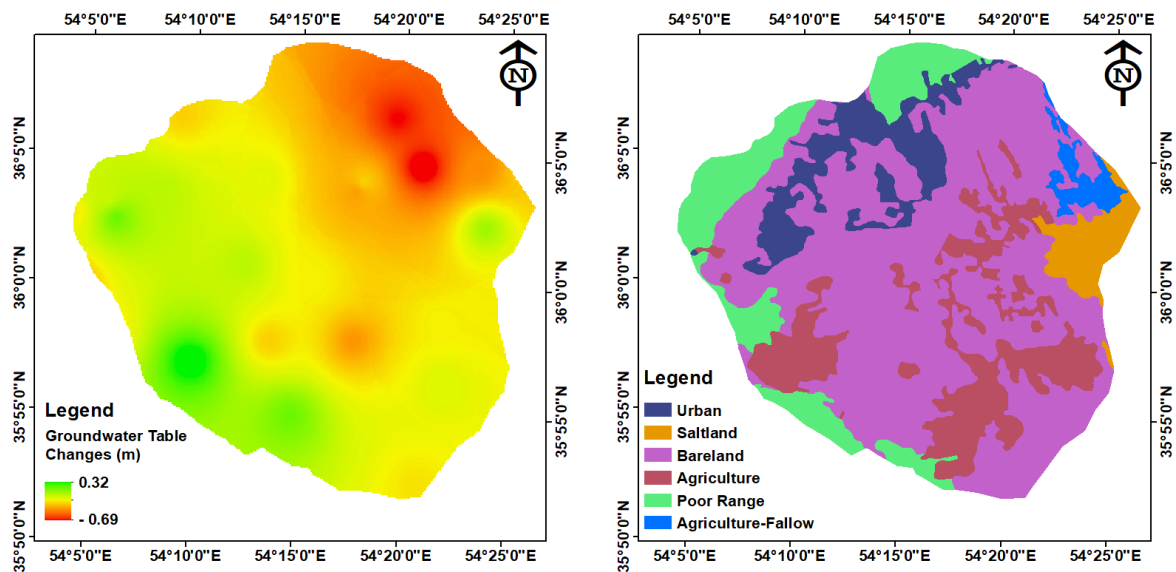 54°5'0"E 54°10'0"E 54°15'0"E 54°20'0"E 54°25'0"E
N
36°5'0"N
36°0'0"N
35°55'0"N
35°50'0"N
36°5'0"N
36°0'0"N
35°55'0"N
Legend
Groundwater Table
Changes (m)
0.32
- 0.69
54°5'0"E 54°10'0"E 54°15'0"E 54°20'0"E 54°25'0"E
54°5'0"E 54°10'0"E 54°15'0"E 54°20'0"E 54°25'0"E
N
36°5'0"N
36°0'0"N
35°55'0"N
35°50'0"N
36°5'0"N
36°0'0"N
35°55'0"N
Legend
Urban
Saltland
Bareland
Agriculture
Poor Range
Agriculture-Fallow
54°5'0"E 54°10'0"E 54°15'0"E 54°20'0"E 54°25'0"E